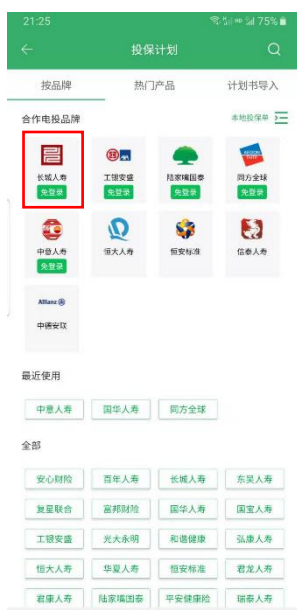 21:25 75%
投保计划
按品牌 热门产品 计划书导入
合作电投品牌 本地投保单
长城人寿 工银安盛 陆家嘴国泰 同方全球
免登录 免登录 免登录 免登录
中意人寿 恒大人寿 恒安标准 信泰人寿
免登录
Allianz
中德安联
最近使用
中意人寿 国华人寿 同方全球
全部
安心财险 百年人寿 长城人寿 东吴人寿
复星联合 富邦财险 国华人寿 国宝人寿
工银安盛 光大永明 和谐健康 弘康人寿
恒大人寿 华夏人寿 恒安标准 君龙人寿
君康人寿 陆家嘴国泰 平安健康险 瑞泰人寿